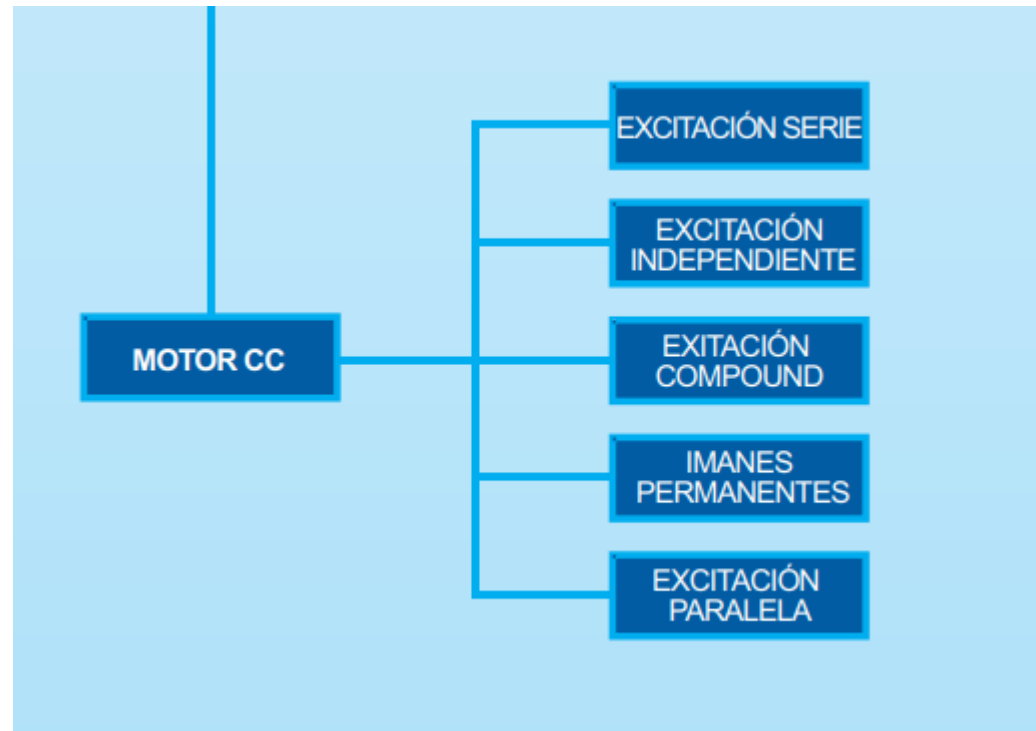 EXCITACIÓN SERIE
EXCITACIÓN
INDEPENDIENTE
MOTOR CC
EXITACIÓN
COMPOUND
IMANES
PERMANENTES
EXCITACIÓN
PARALELA